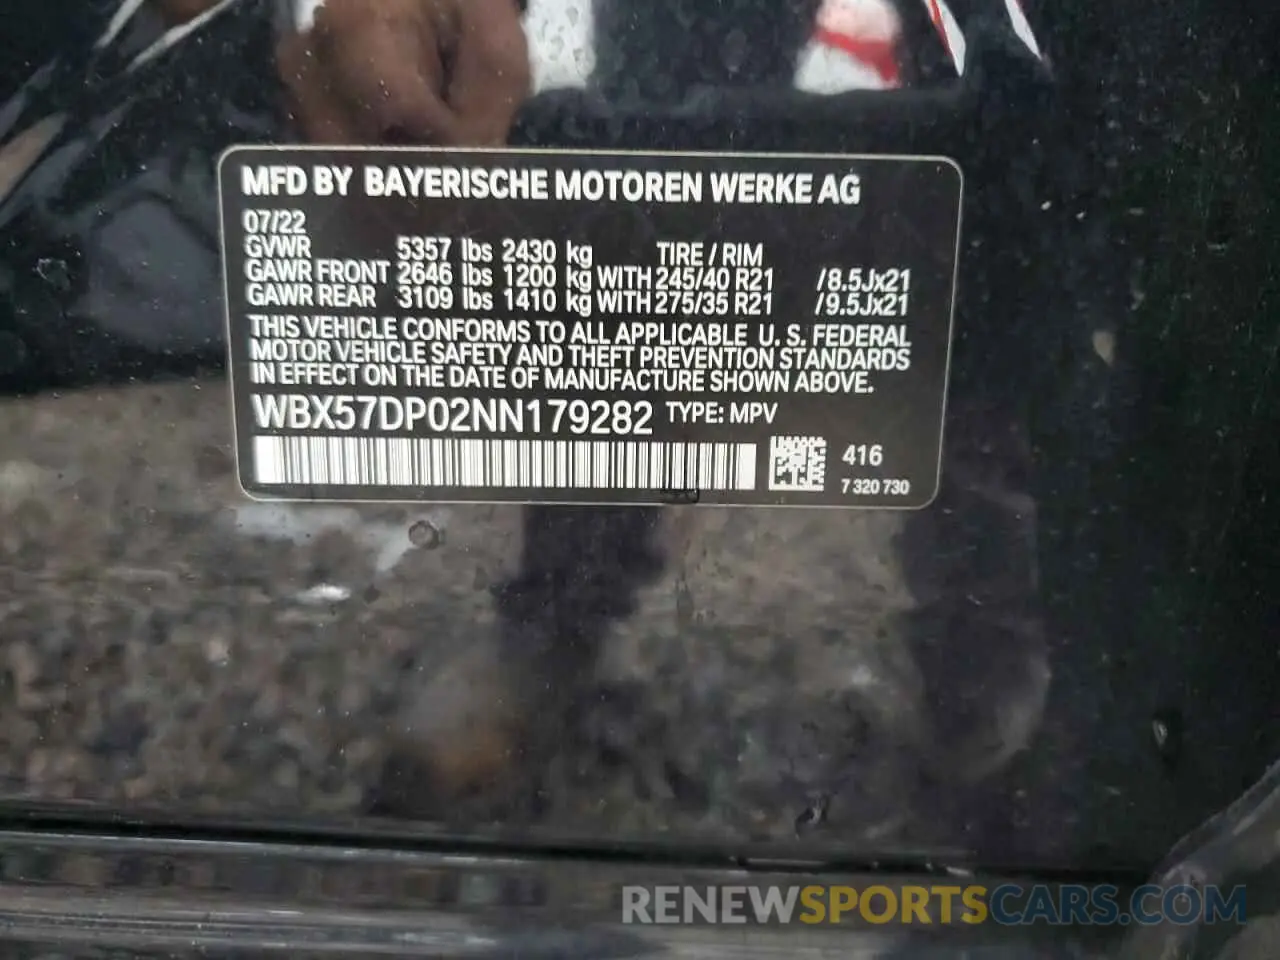 MFD BY BAYERISCHE MOTOREN WERKE AG
07/22
GVWR 5357 lbs 2430 kg TIRE / RIM
GAWR FRONT 2646 lbs 1200 kg WITH 245/40 R21 /8.5Jx21
GAWR REAR 3109 lbs 1410 kg WITH 275/35 R21 /9.5Jx21
THIS VEHICLE CONFORMS TO ALL APPLICABLE U. S. FEDERAL
MOTOR VEHICLE SAFETY AND THEFT PREVENTION STANDARDS
IN EFFECT ON THE DATE OF MANUFACTURE SHOWN ABOVE.
WBX57DP02NN179282 TYPE: MPV
416
7 320 730
RENEWSPORTSCARS.COM